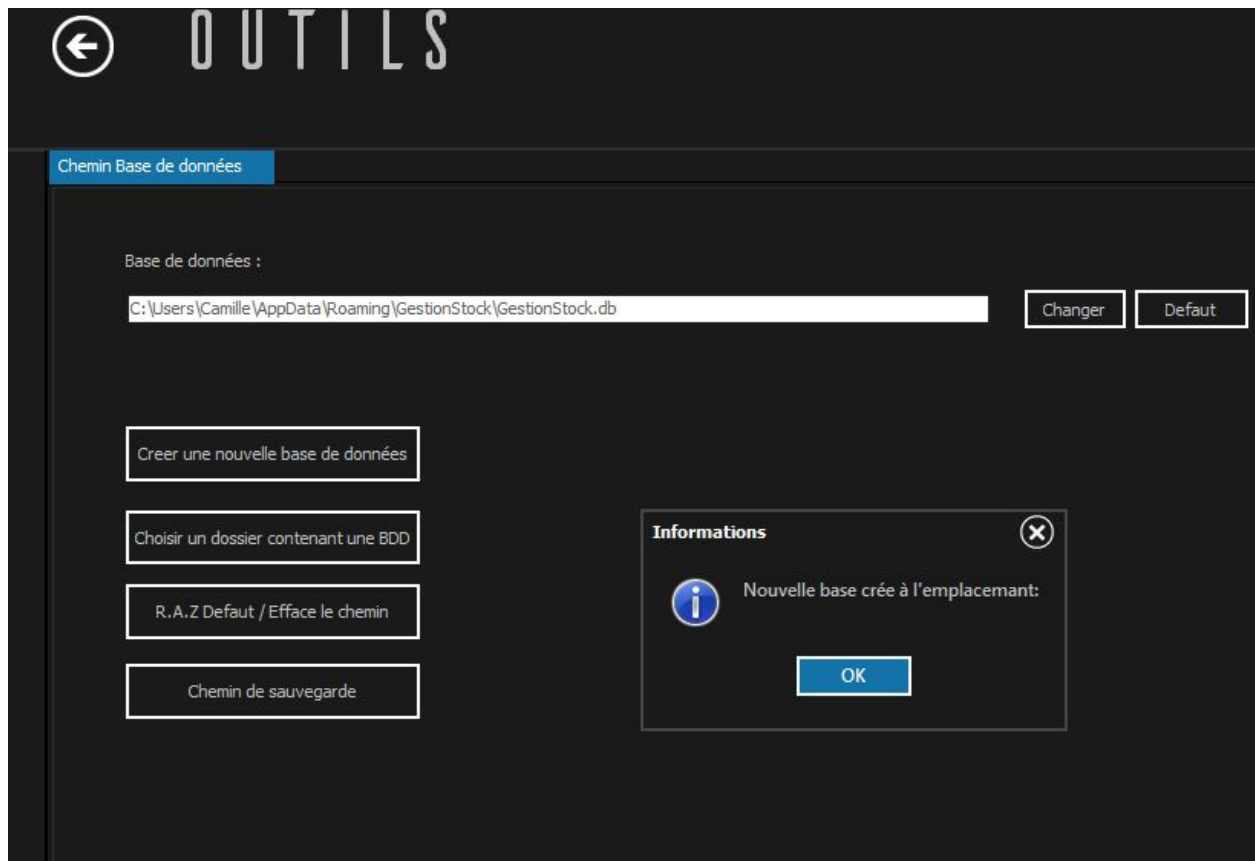 OUTILS
Chemin Base de données
Base de données :
C:\Users\Camille\AppData\Roaming\GestionStock\GestionStock.db
Changer
Defaut
Creer une nouvelle base de données
Choisir un dossier contenant une BDD
R.A.Z Defaut / Efface le chemin
Chemin de sauvegarde
Informations
Nouvelle base crée à l'emplacemant:
OK